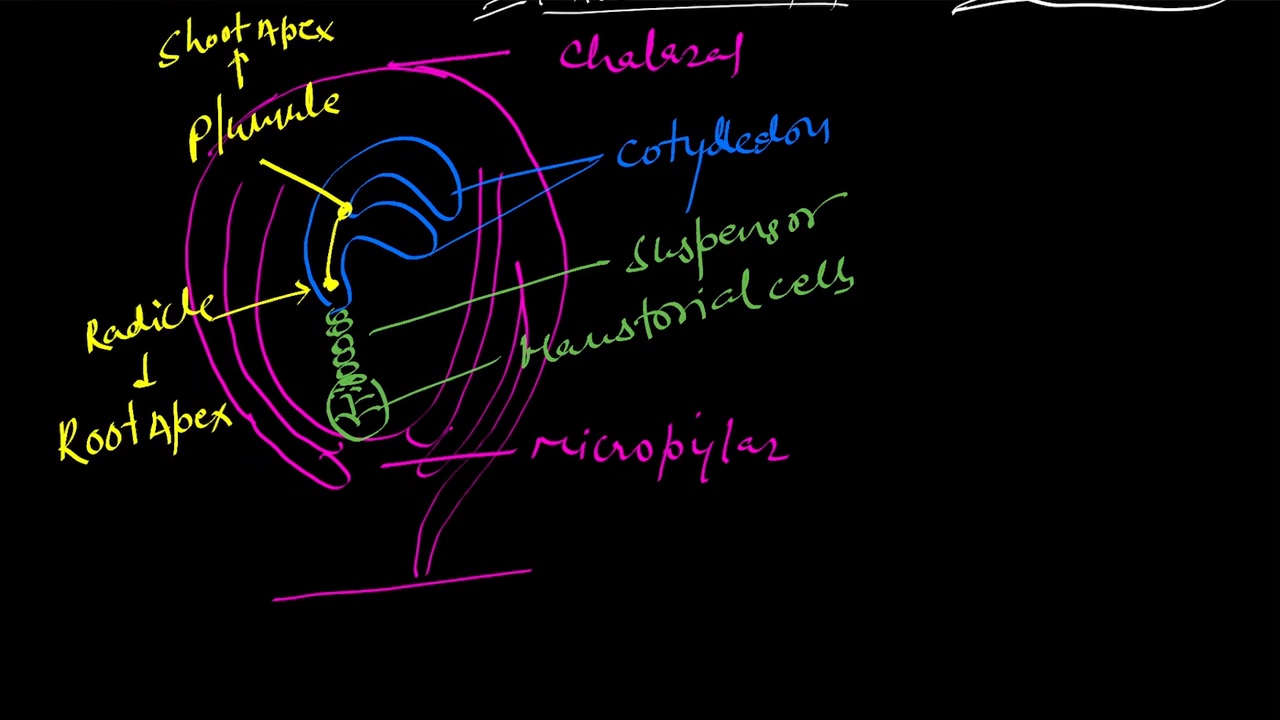 Shoot Apex
Plumule
Chalazal
Cotyledon
Suspensor
Haustorial cells
Radicle
Root Apex
Micropylar